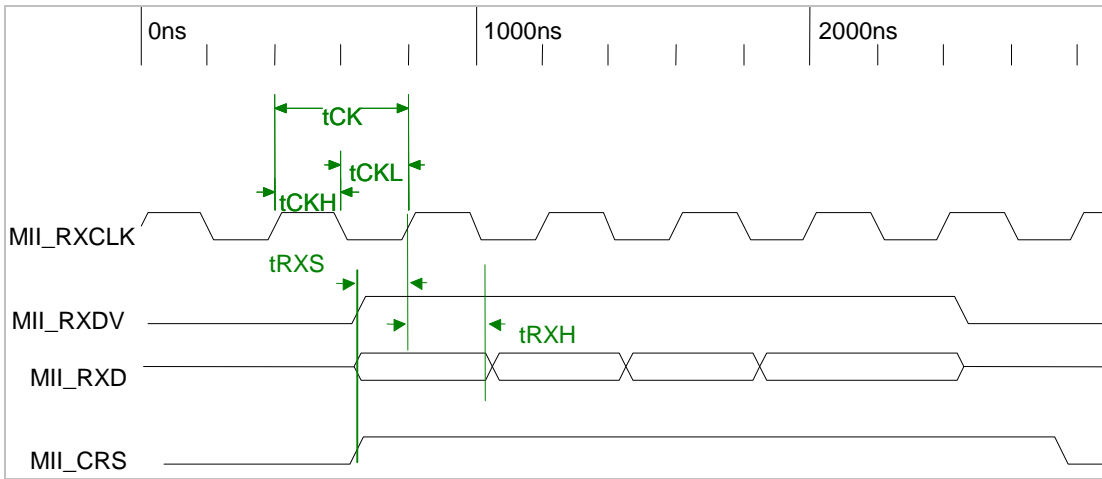 0ns 1000ns 2000ns
tCK
tCKL
tCKH
MII_RXCLK
tRXS
MII_RXDV
tRXH
MII_RXD
MII_CRS